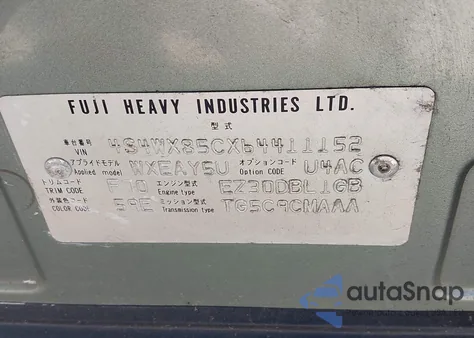 FUJI HEAVY INDUSTRIES LTD.
型式
車台番号 VIN 4S4WX85CX64411152
アプライドモデル Applied model WXEAY5U オプションコード Option code U4AC
トリムコード TRIM CODE F10 エンジン型式 Engine type EZ30DBL1GB
外装色コード COLOR CODE 59E ミッション型式 Transmission type TG5C9CMAAA
autoSnap